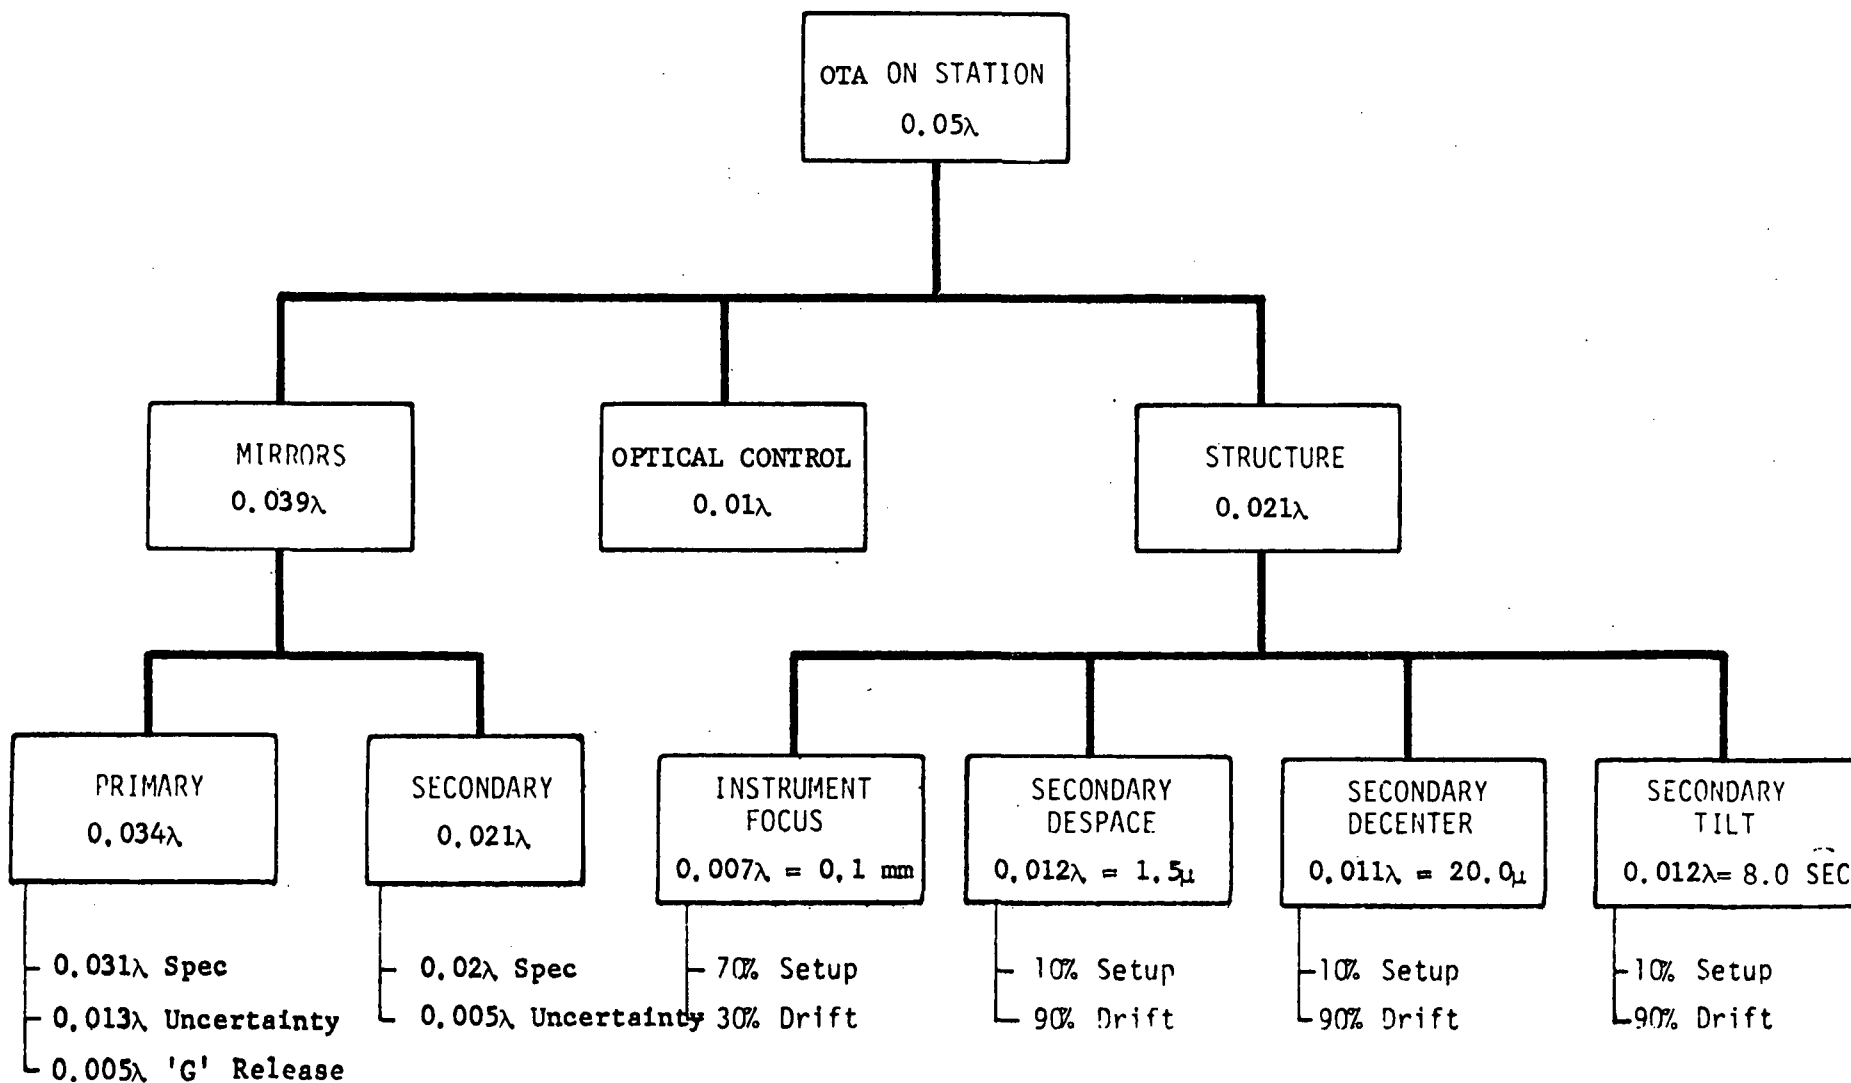 OTA ON STATION
0.05λ
MIRRORS
0.039λ
OPTICAL CONTROL
0.01λ
STRUCTURE
0.021λ
PRIMARY
0.034λ
SECONDARY
0.021λ
INSTRUMENT
FOCUS
0.007λ = 0.1 mm
SECONDARY
DESPACE
0.012λ = 1.5μ
SECONDARY
DECENTER
0.011λ = 20.0μ
SECONDARY
TILT
0.012λ= 8.0 SEC
0.031λ Spec
0.013λ Uncertainty
0.005λ 'G' Release
0.02λ Spec
0.005λ Uncertainty
70% Setup
30% Drift
10% Setup
90% Drift
10% Setup
90% Drift
10% Setup
90% Drift